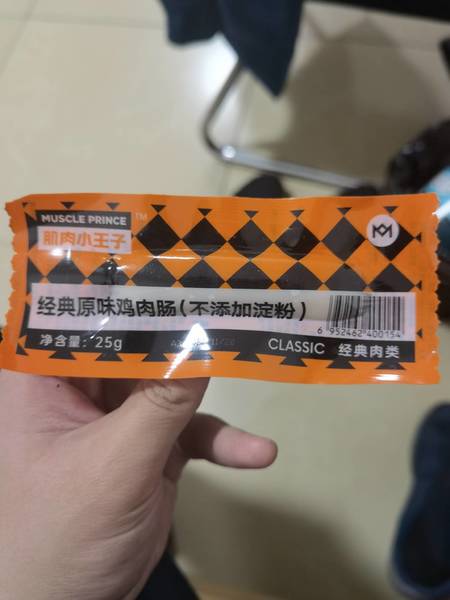 MUSCLE PRINCE TM
肌肉小王子
经典原味鸡肉肠(不添加淀粉)
6 952462 400154
净含量:25g
CLASSIC 经典肉类